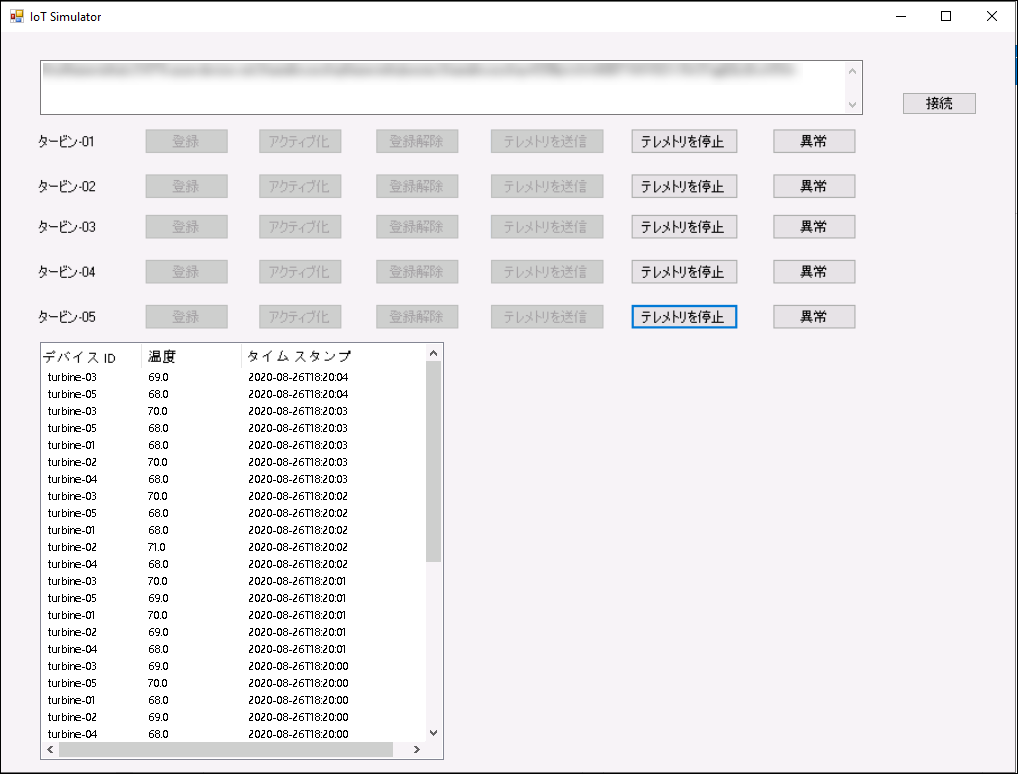 IoT Simulator
接続
タービン-01 登録 アクティブ化 登録解除 テレメトリを送信 テレメトリを停止 異常
タービン-02 登録 アクティブ化 登録解除 テレメトリを送信 テレメトリを停止 異常
タービン-03 登録 アクティブ化 登録解除 テレメトリを送信 テレメトリを停止 異常
タービン-04 登録 アクティブ化 登録解除 テレメトリを送信 テレメトリを停止 異常
タービン-05 登録 アクティブ化 登録解除 テレメトリを送信 テレメトリを停止 異常
デバイス ID 温度 タイム スタンプ
turbine-03 69.0 2020-08-26T18:20:04
turbine-05 68.0 2020-08-26T18:20:04
turbine-03 70.0 2020-08-26T18:20:03
turbine-05 68.0 2020-08-26T18:20:03
turbine-01 68.0 2020-08-26T18:20:03
turbine-02 70.0 2020-08-26T18:20:03
turbine-04 68.0 2020-08-26T18:20:03
turbine-03 70.0 2020-08-26T18:20:02
turbine-05 68.0 2020-08-26T18:20:02
turbine-01 68.0 2020-08-26T18:20:02
turbine-02 71.0 2020-08-26T18:20:02
turbine-04 68.0 2020-08-26T18:20:02
turbine-03 70.0 2020-08-26T18:20:01
turbine-05 69.0 2020-08-26T18:20:01
turbine-01 70.0 2020-08-26T18:20:01
turbine-02 69.0 2020-08-26T18:20:01
turbine-04 68.0 2020-08-26T18:20:01
turbine-03 69.0 2020-08-26T18:20:00
turbine-05 70.0 2020-08-26T18:20:00
turbine-01 68.0 2020-08-26T18:20:00
turbine-02 69.0 2020-08-26T18:20:00
turbine-04 68.0 2020-08-26T18:20:00